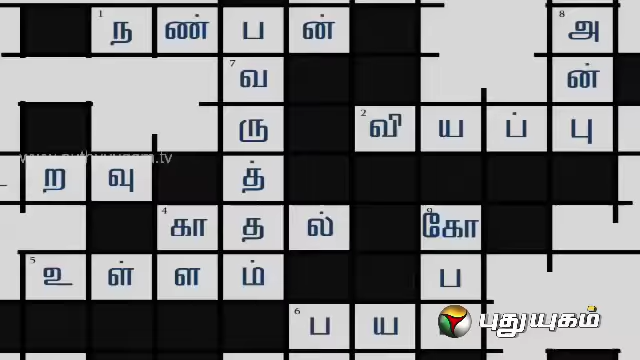 1 ந ண் ப ன் 8 அ
7 வ ன்
ரு 2 வி ய ப் பு
www.puthuyugam.tv
ற வு த்
4 கா த ல் 9 கோ
5 உ ள் ள ம் ப
6 ப ய புதுயுகம்